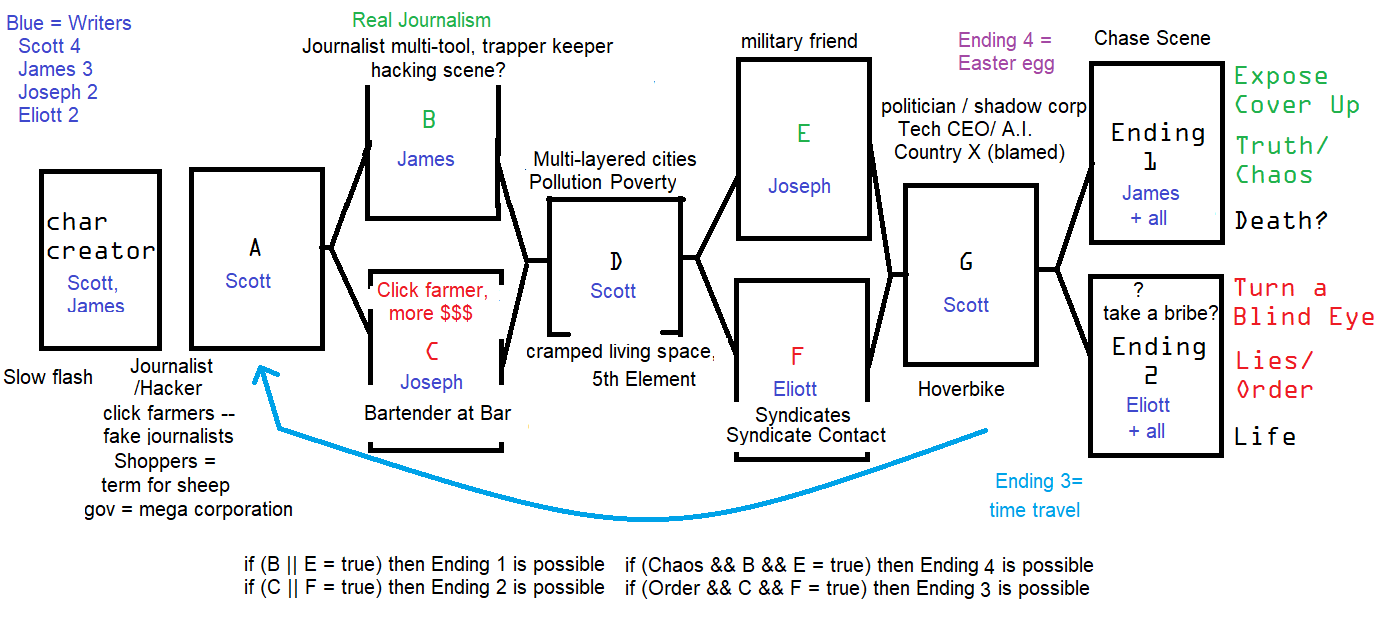 Blue = Writers
Scott 4
James 3
Joseph 2
Eliott 2
Real Journalism
Journalist multi-tool, trapper keeper
hacking scene?
military friend
Ending 4 =
Easter egg
Chase Scene
char
creator
Scott,
James
Slow flash
A
Scott
Journalist
/Hacker
click farmers --
fake journalists
Shoppers =
term for sheep
gov = mega corporation
B
James
Click farmer,
more $$$
C
Joseph
Bartender at Bar
Multi-layered cities
Pollution Poverty
D
Scott
cramped living space,
5th Element
E
Joseph
F
Eliott
Syndicates
Syndicate Contact
politician / shadow corp
Tech CEO/ A.I.
Country X (blamed)
G
Scott
Hoverbike
Ending
1
James
+ all
Expose
Cover Up
Truth/
Chaos
Death?
?
take a bribe?
Ending
2
Eliott
+ all
Turn a
Blind Eye
Lies/
Order
Life
Ending 3=
time travel
if (B || E = true) then Ending 1 is possible
if (C || F = true) then Ending 2 is possible
if (Chaos && B && E = true) then Ending 4 is possible
if (Order && C && F = true) then Ending 3 is possible